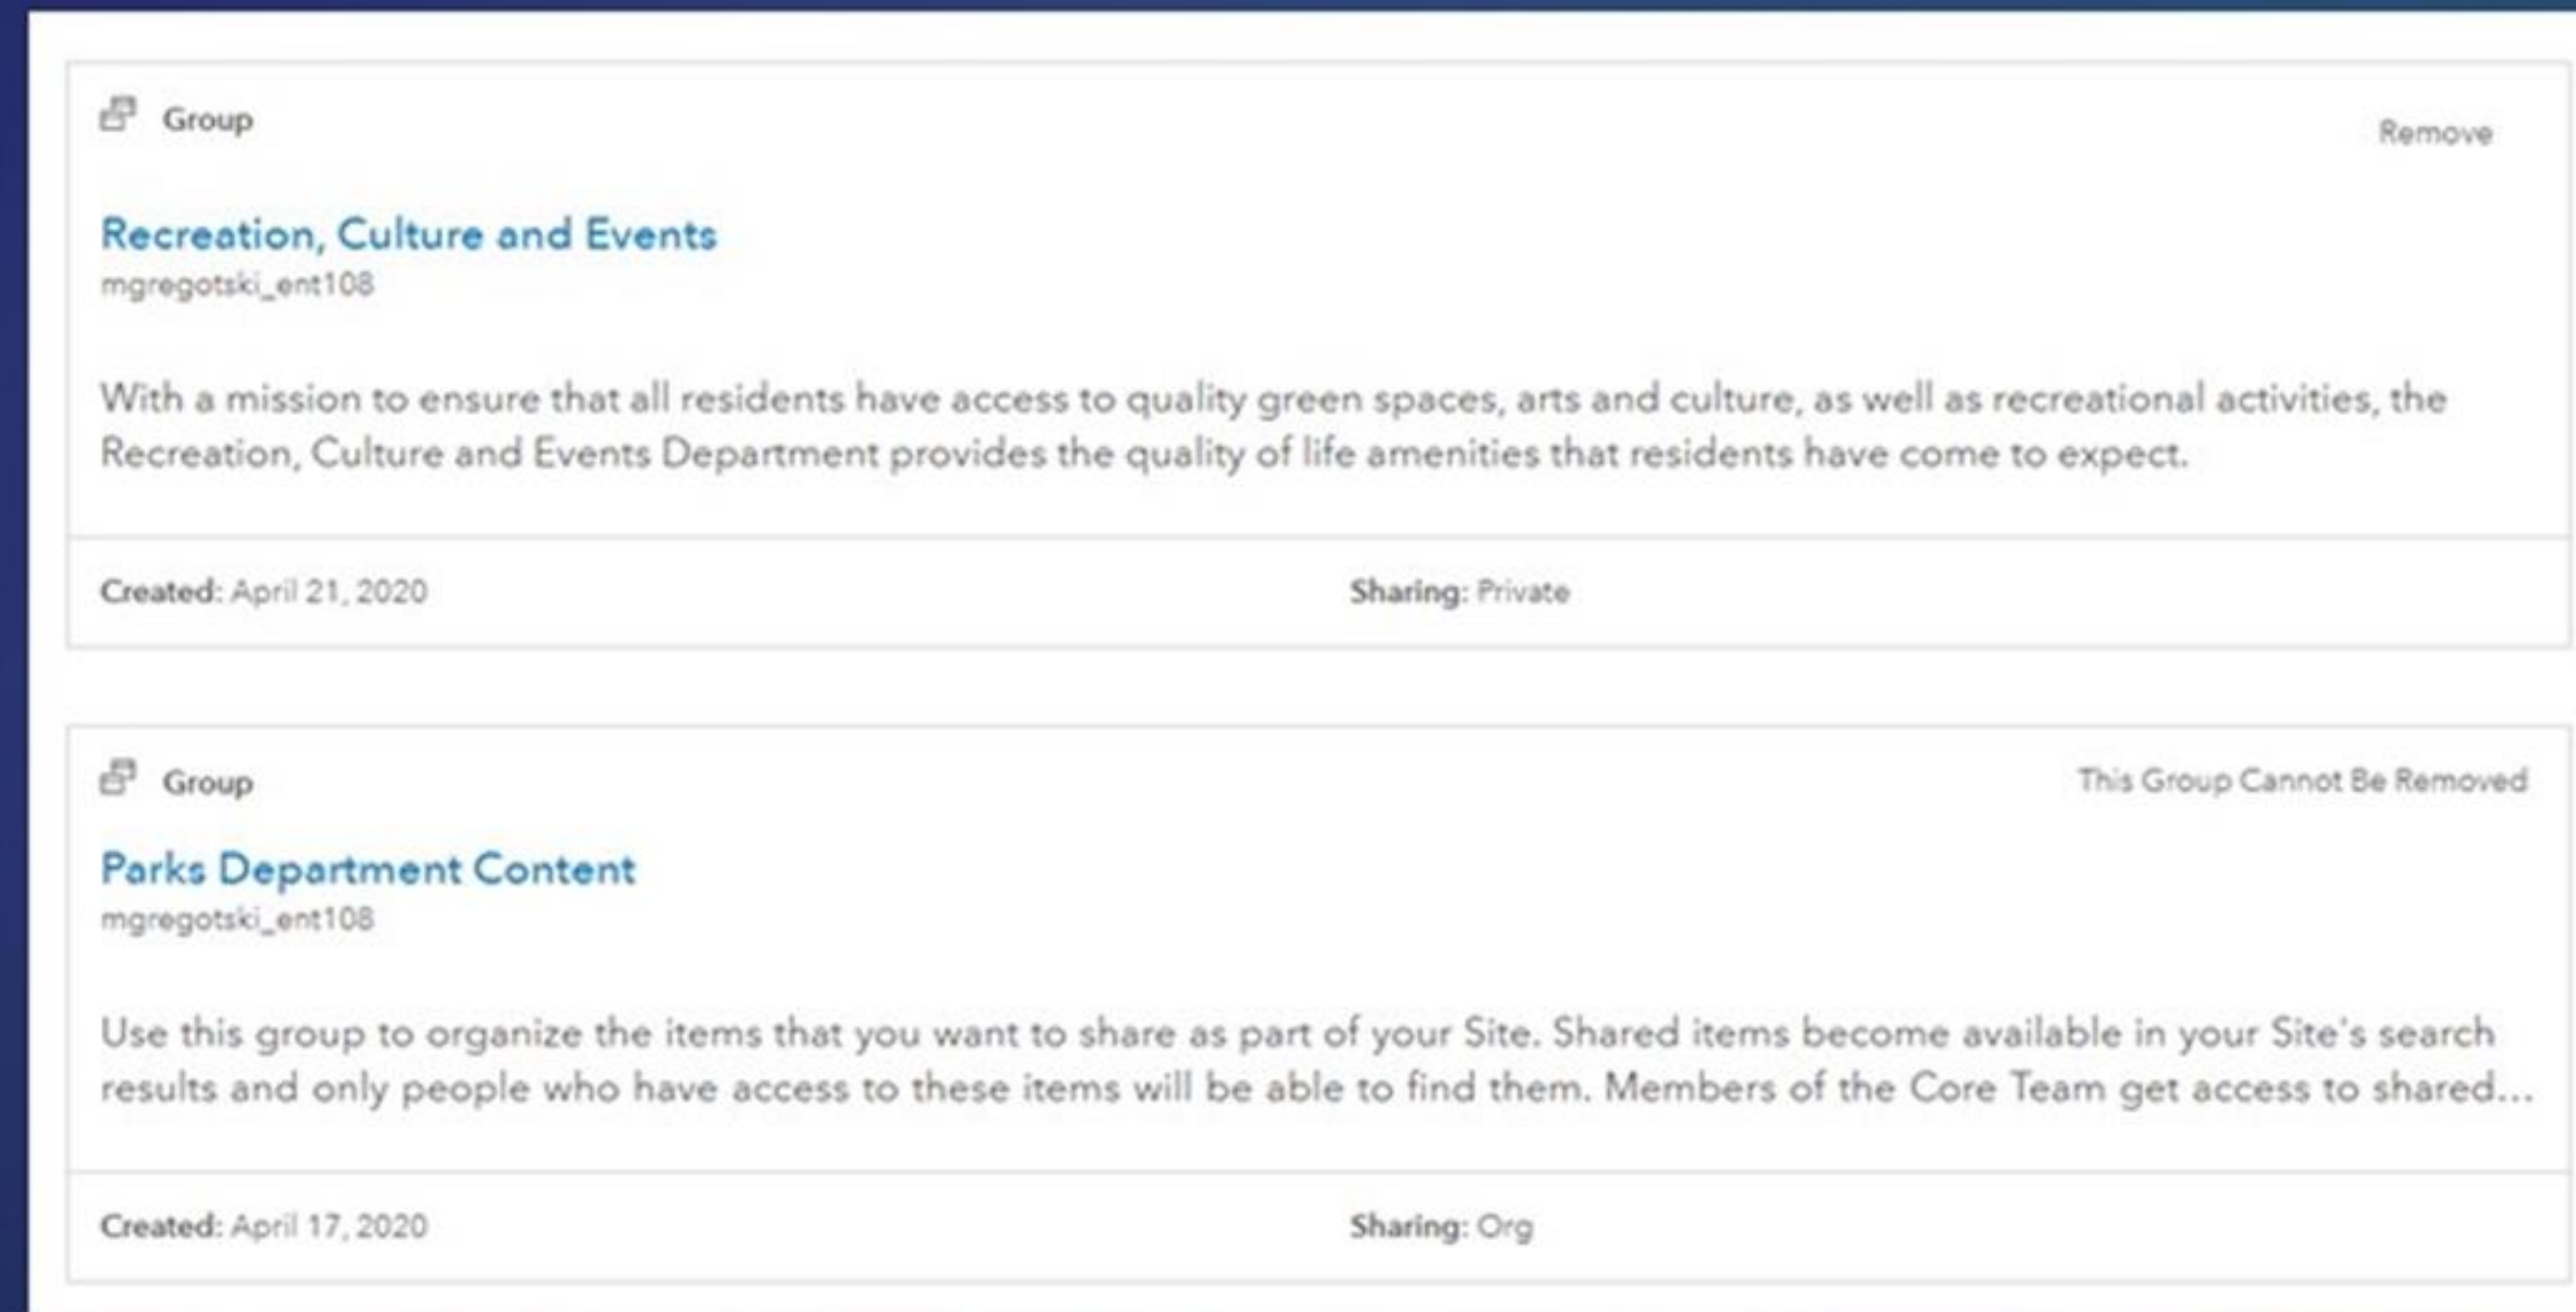 Group
Remove
Recreation, Culture and Events
mgregotski_ent108
With a mission to ensure that all residents have access to quality green spaces, arts and culture, as well as recreational activities, the
Recreation, Culture and Events Department provides the quality of life amenities that residents have come to expect.
Created: April 21, 2020
Sharing: Private
Group
This Group Cannot Be Removed
Parks Department Content
mgregotski_ent108
Use this group to organize the items that you want to share as part of your Site. Shared items become available in your Site's search
results and only people who have access to these items will be able to find them. Members of the Core Team get access to shared...
Created: April 17, 2020
Sharing: Org